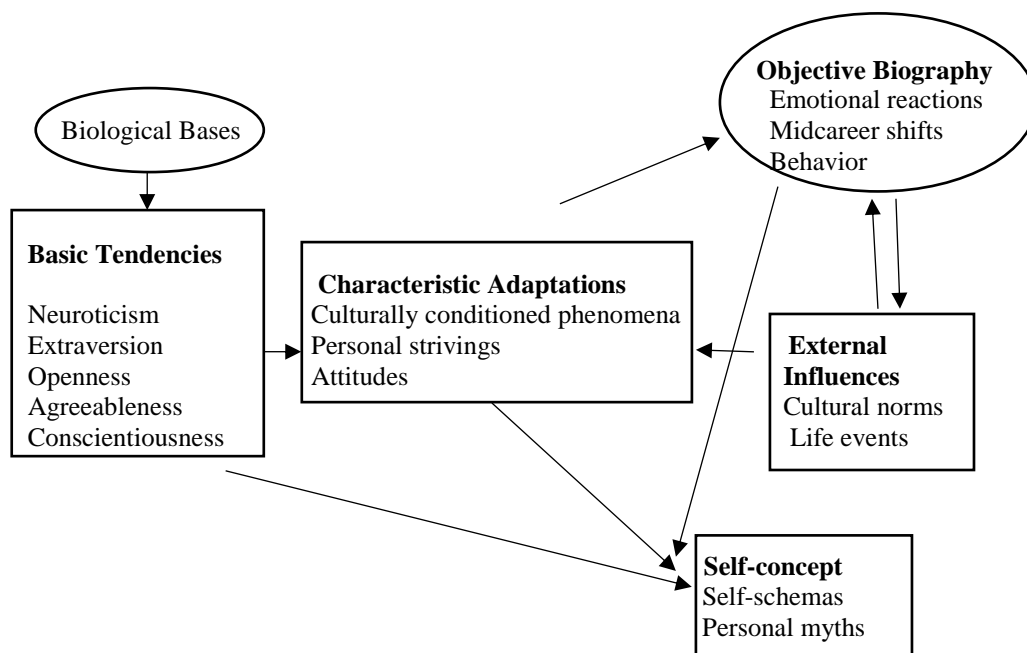 Objective Biography
Emotional reactions
Midcareer shifts
Behavior
Biological Bases
Basic Tendencies
Neuroticism
Extraversion
Openness
Agreeableness
Conscientiousness
Characteristic Adaptations
Culturally conditioned phenomena
Personal strivings
Attitudes
External
Influences
Cultural norms
Life events
Self-concept
Self-schemas
Personal myths